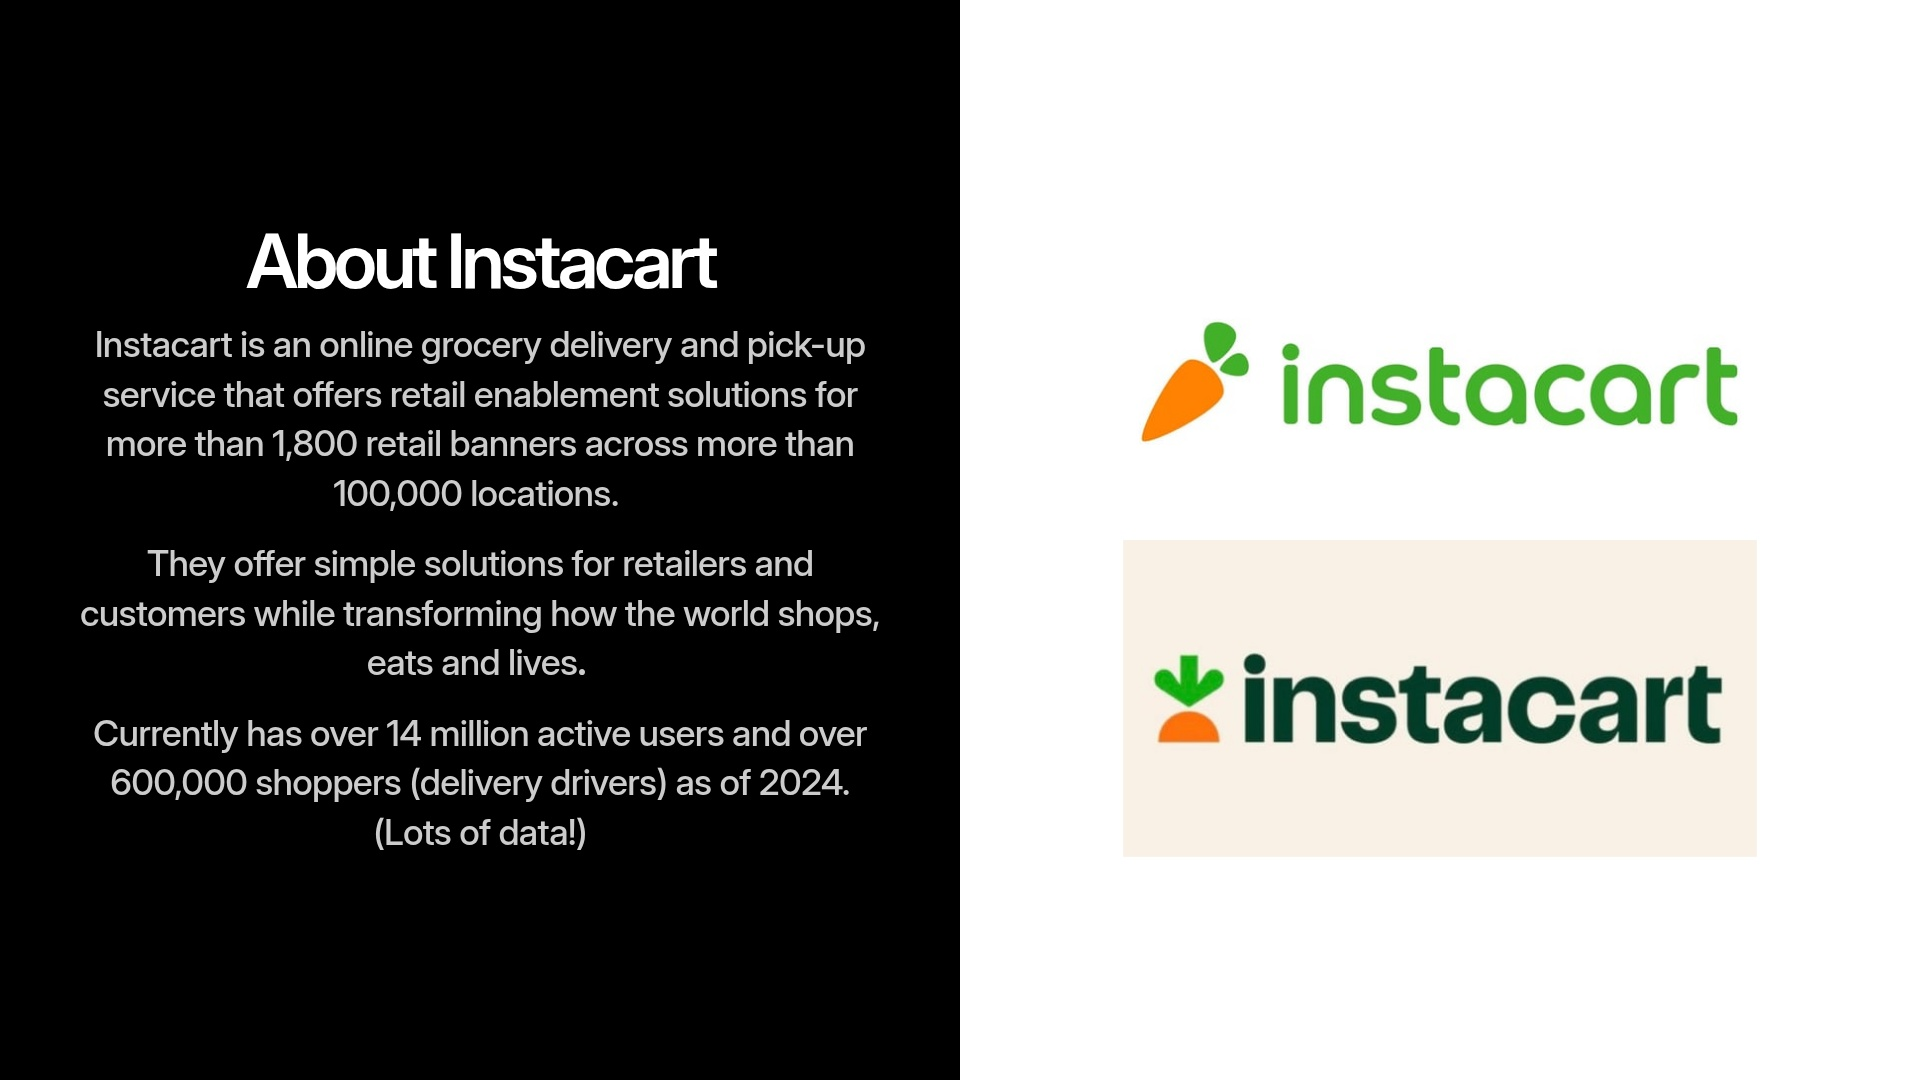 About Instacart
Instacart is an online grocery delivery and pick-up
service that offers retail enablement solutions for
more than 1,800 retail banners across more than
100,000 locations.
They offer simple solutions for retailers and
customers while transforming how the world shops,
eats and lives.
Currently has over 14 million active users and over
600,000 shoppers (delivery drivers) as of 2024.
(Lots of data!)
instacart
instacart